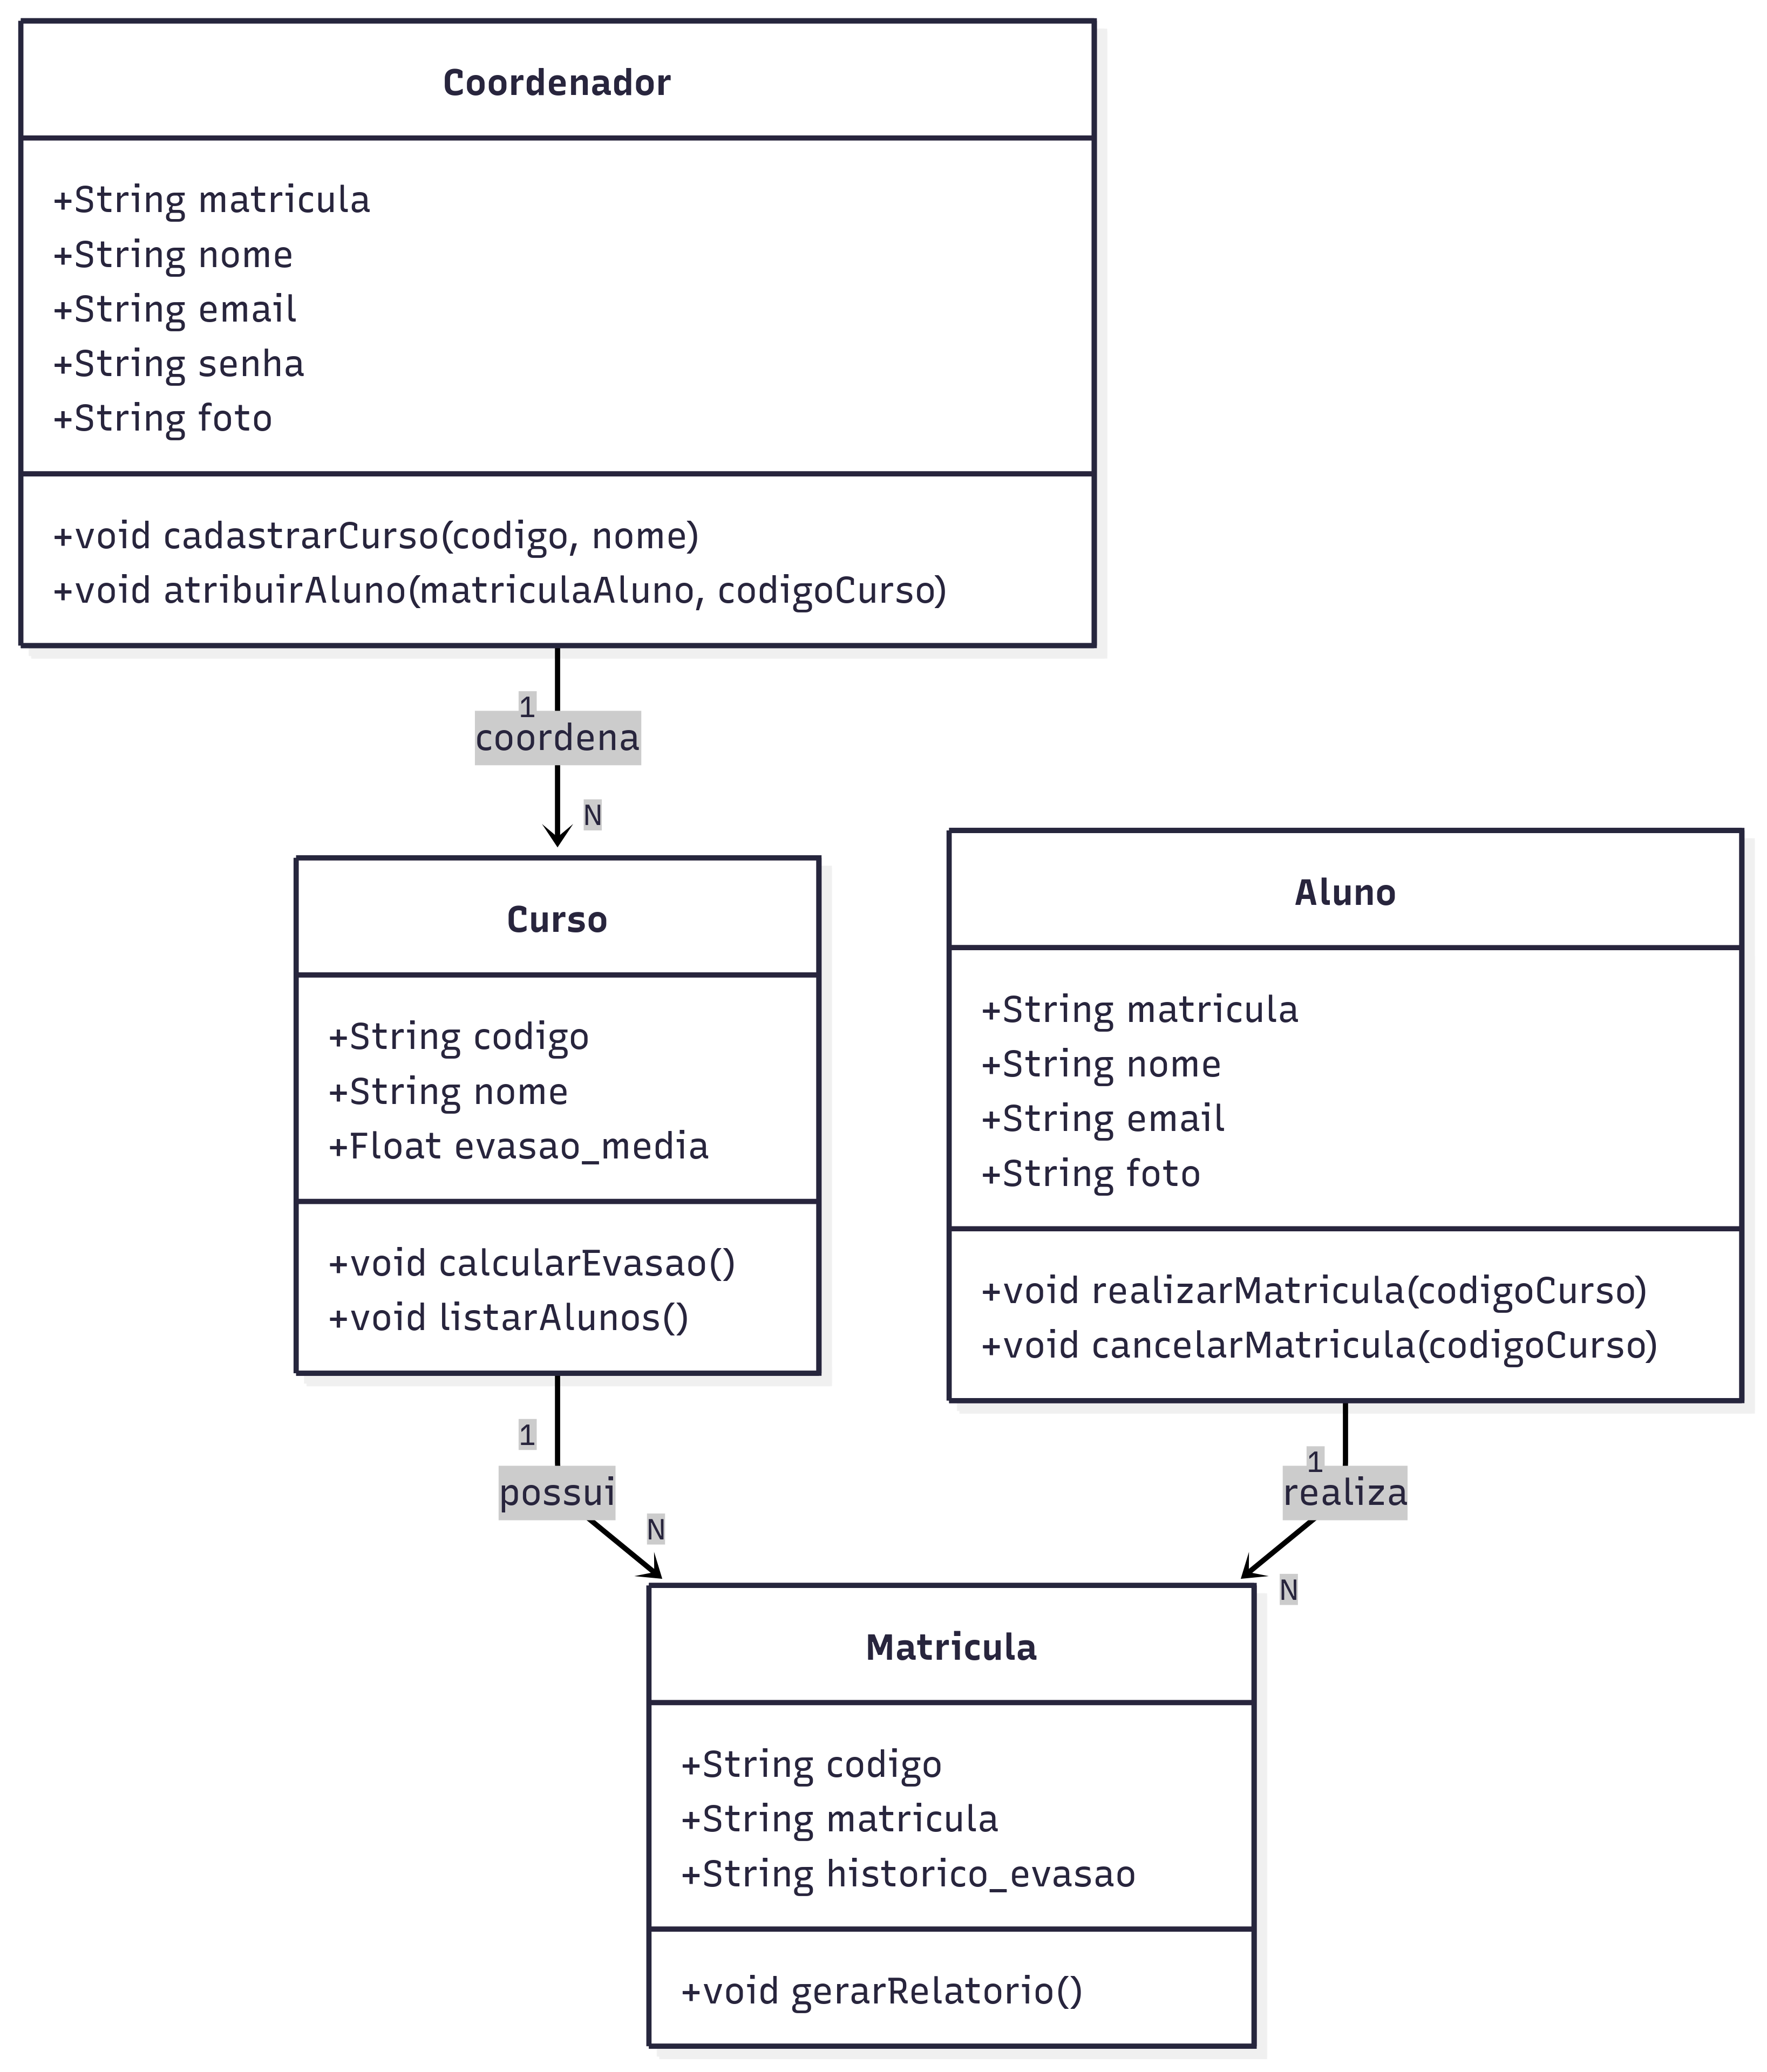 Coordenador
+String matricula
+String nome
+String email
+String senha
+String foto
+void cadastrarCurso(codigo, nome)
+void atribuirAluno(matriculaAluno, codigoCurso)
1
coordena
N
Curso
+String codigo
+String nome
+Float evasao_media
+void calcularEvasao()
+void listarAlunos()
Aluno
+String matricula
+String nome
+String email
+String foto
+void realizarMatricula(codigoCurso)
+void cancelarMatricula(codigoCurso)
1
possui
N
1
realiza
N
Matricula
+String codigo
+String matricula
+String historico_evasao
+void gerarRelatorio()